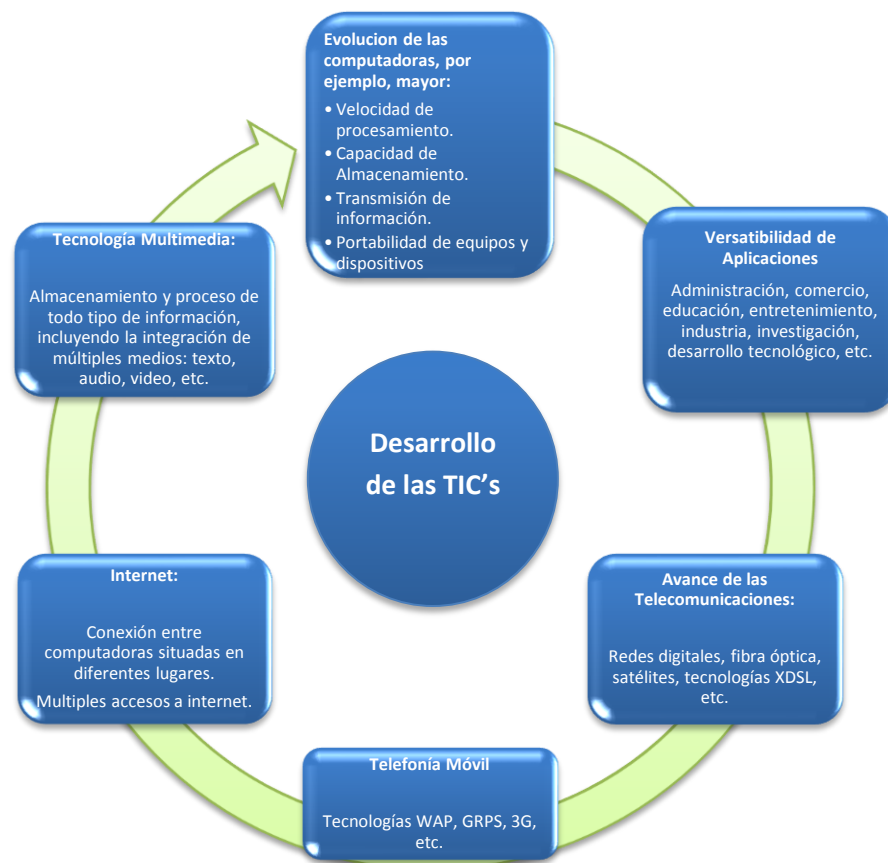 Evolucion de las
computadoras, por
ejemplo, mayor:
• Velocidad de
procesamiento.
• Capacidad de
Almacenamiento.
• Transmisión de
información.
• Portabilidad de equipos y
dispositivos
Versatibilidad de
Aplicaciones
Administración, comercio,
educación, entretenimiento,
industria, investigación,
desarrollo tecnológico, etc.
Avance de las
Telecomunicaciones:
Redes digitales, fibra óptica,
satélites, tecnologías XDSL,
etc.
Telefonía Móvil
Tecnologías WAP, GRPS, 3G,
etc.
Internet:
Conexión entre
computadoras situadas en
diferentes lugares.
Multiples accesos a internet.
Tecnología Multimedia:
Almacenamiento y proceso de
todo tipo de información,
incluyendo la integración de
múltiples medios: texto,
audio, video, etc.
Desarrollo
de las TIC’s